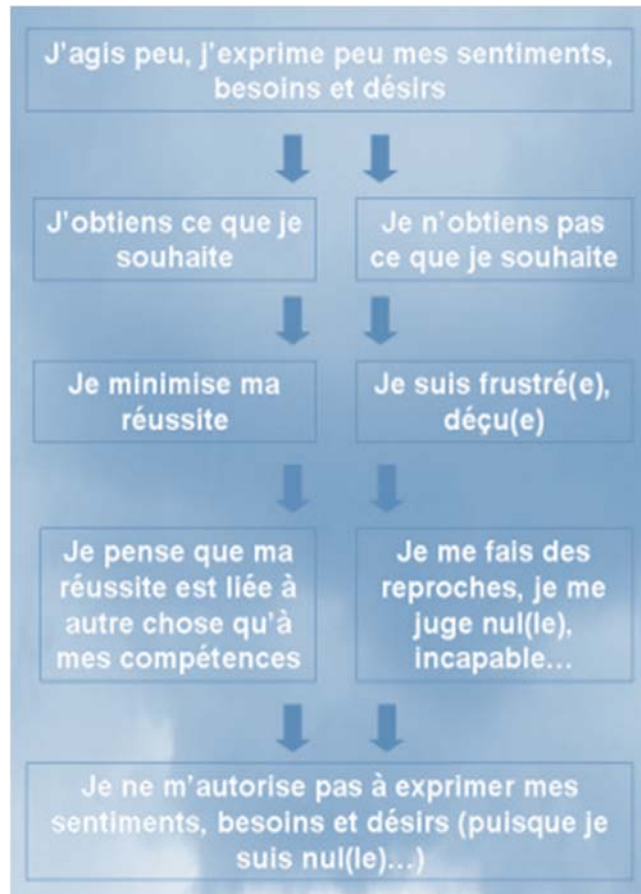 J'agis peu, j'exprime peu mes sentiments,
besoins et désirs
J'obtiens ce que je
souhaite
Je n'obtiens pas
ce que je souhaite
Je minimise ma
réussite
Je suis frustré(e),
déçu(e)
Je pense que ma
réussite est liée à
autre chose qu'à
mes compétences
Je me fais des
reproches, je me
juge nul(le),
incapable...
Je ne m'autorise pas à exprimer mes
sentiments, besoins et désirs (puisque je
suis nul(le)...)